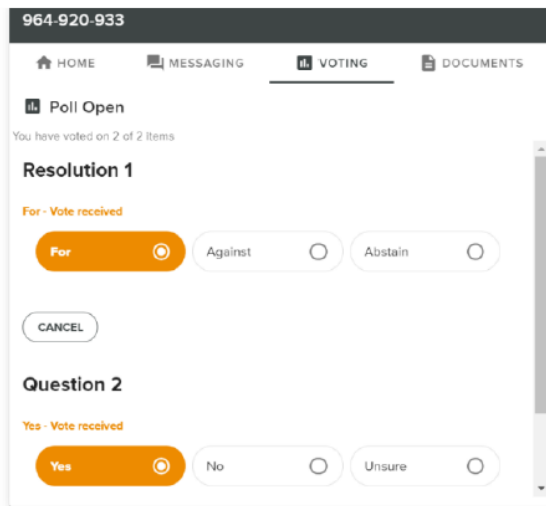 964-920-933
HOME MESSAGING VOTING DOCUMENTS
Poll Open
You have voted on 2 of 2 items
Resolution 1
For - Vote received
For Against Abstain
CANCEL
Question 2
Yes - Vote received
Yes No Unsure